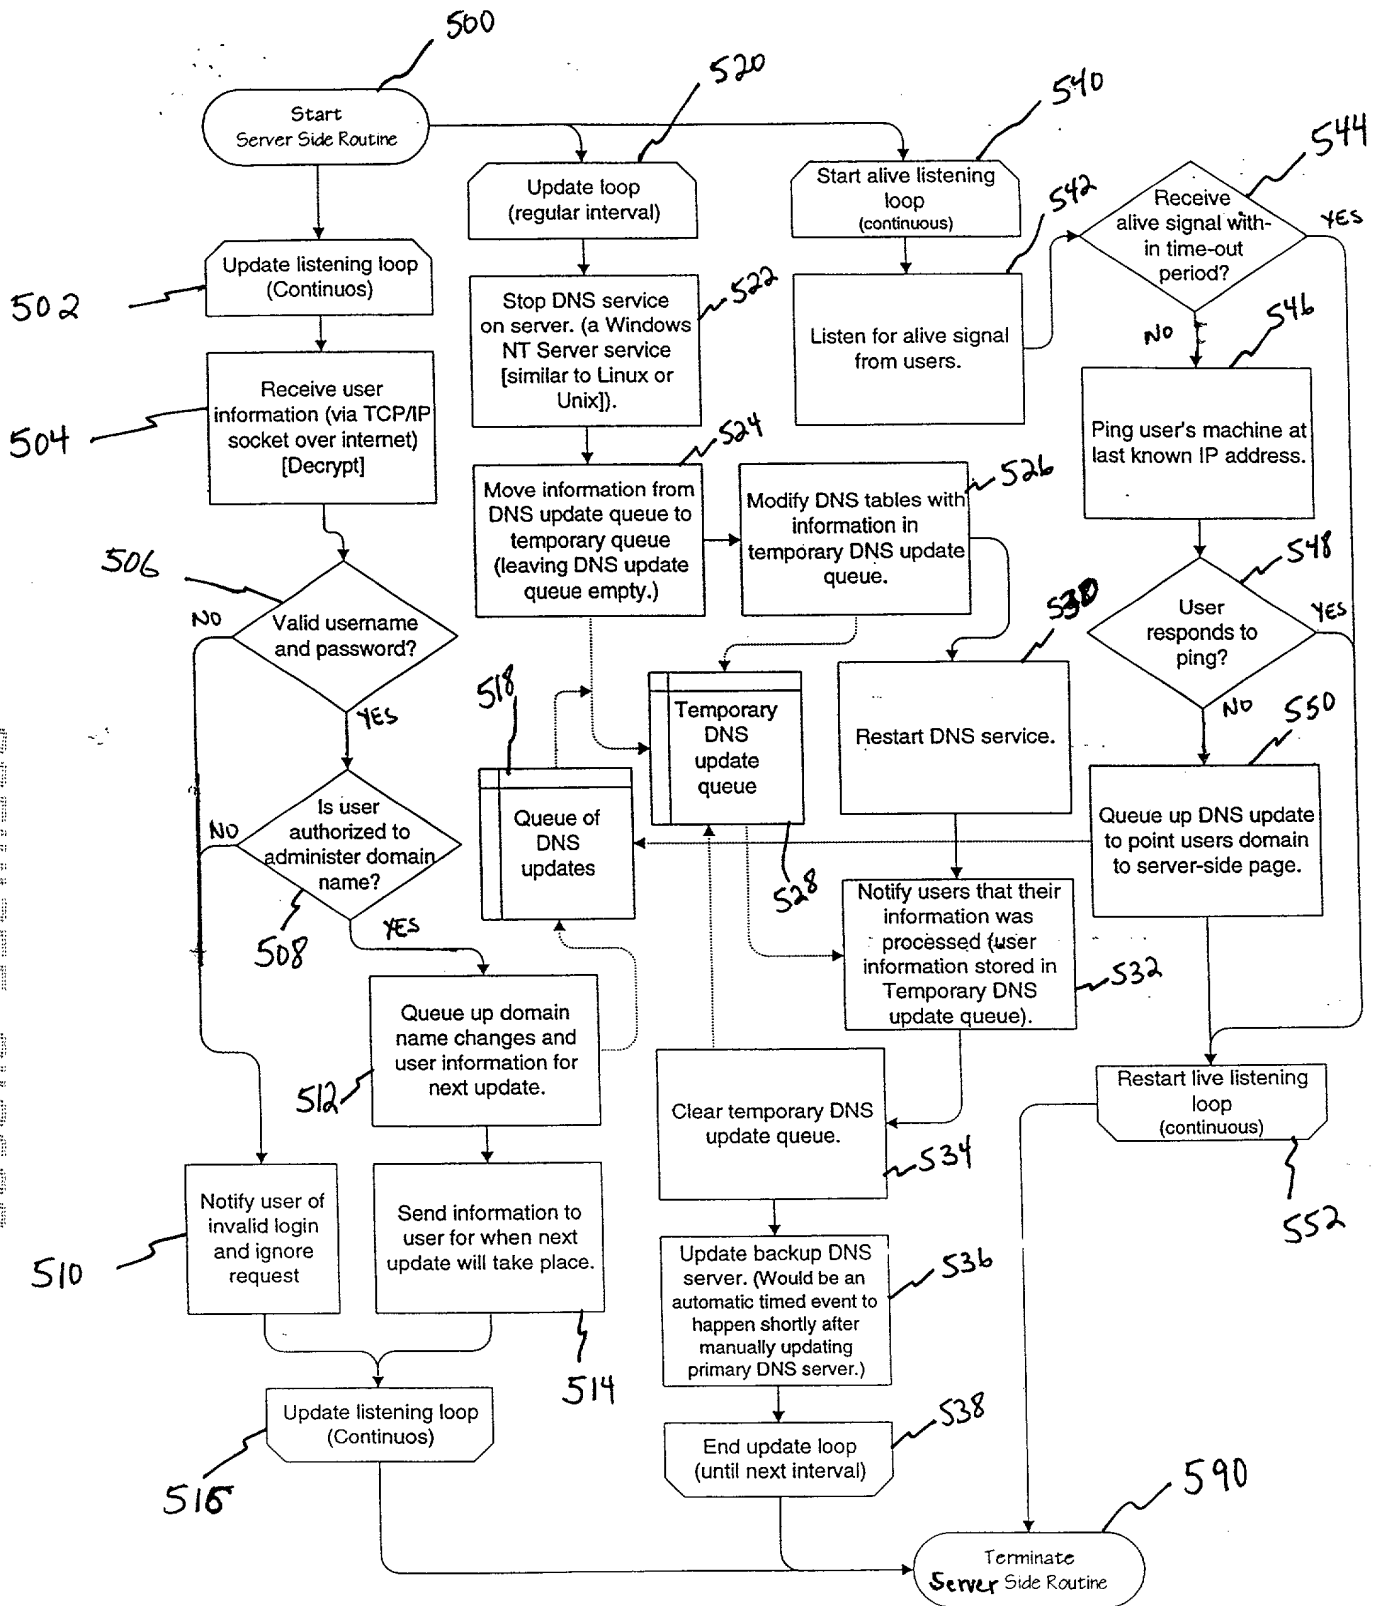 500
Start
Server Side Routine
520
Update loop
(regular interval)
540
Start alive listening
loop
(continuous)
544
Receive
alive signal with-
in time-out
period?
YES
NO
502
Update listening loop
(Continuos)
504
Receive user
information (via TCP/IP
socket over internet)
[Decrypt]
522
Stop DNS service
on server. (a Windows
NT Server service
[similar to Linux or
Unix]).
542
Listen for alive signal
from users.
546
Ping user's machine at
last known IP address.
524
Move information from
DNS update queue to
temporary queue
(leaving DNS update
queue empty.)
526
Modify DNS tables with
information in
temporary DNS update
queue.
506
Valid username
and password?
NO
YES
548
User
responds to
ping?
YES
NO
530
Restart DNS service.
518
Queue of
DNS
updates
Temporary
DNS
update
queue
528
550
Queue up DNS update
to point users domain
to server-side page.
Is user
authorized to
administer domain
name?
NO
YES
508
Notify users that their
information was
processed (user
information stored in
Temporary DNS
update queue).
532
512
Queue up domain
name changes and
user information for
next update.
Clear temporary DNS
update queue.
534
Restart live listening
loop
(continuous)
552
510
Notify user of
invalid login
and ignore
request
Send information to
user for when next
update will take place.
514
Update backup DNS
server. (Would be an
automatic timed event to
happen shortly after
manually updating
primary DNS server.)
536
Update listening loop
(Continuos)
516
End update loop
(until next interval)
538
590
Terminate
Server Side Routine